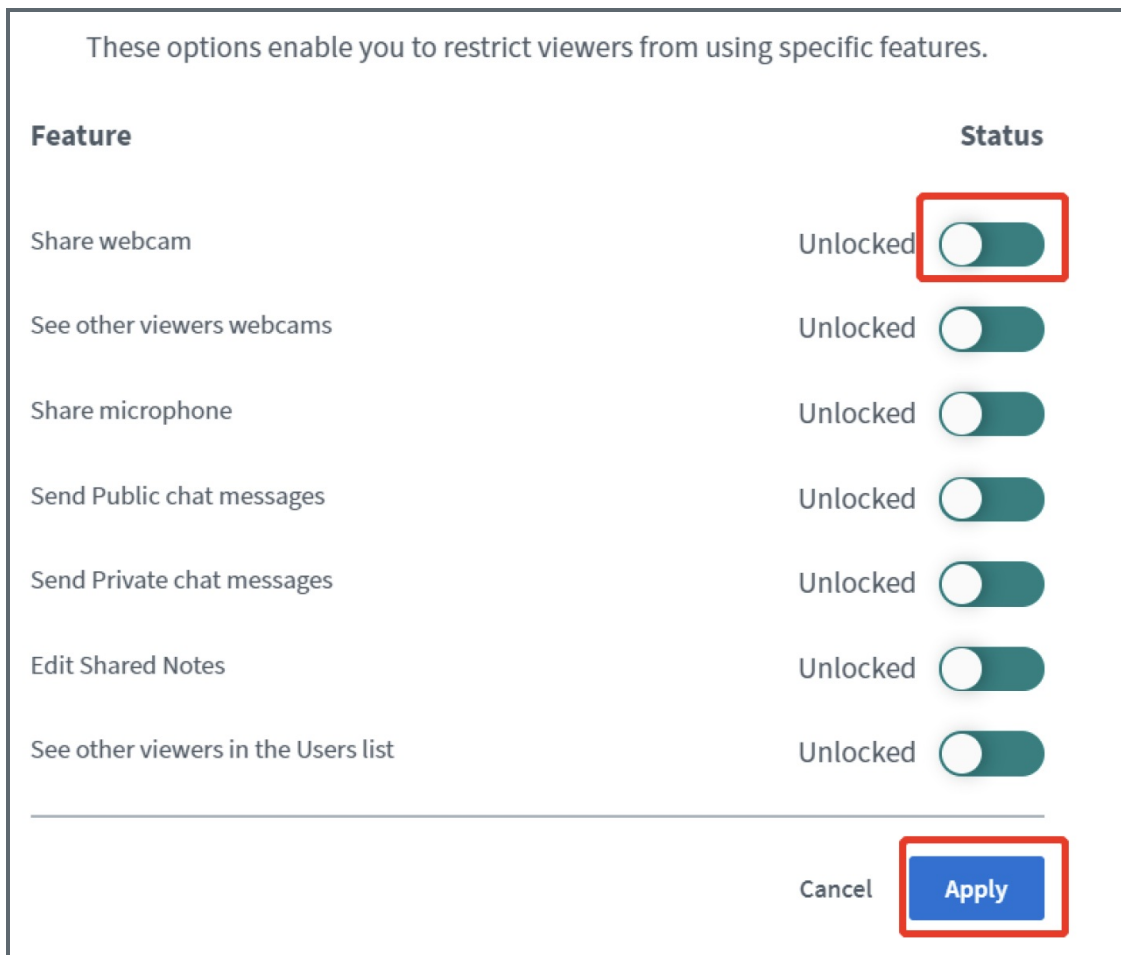 These options enable you to restrict viewers from using specific features.
Feature Status
Share webcam Unlocked
See other viewers webcams Unlocked
Share microphone Unlocked
Send Public chat messages Unlocked
Send Private chat messages Unlocked
Edit Shared Notes Unlocked
See other viewers in the Users list Unlocked
Cancel Apply